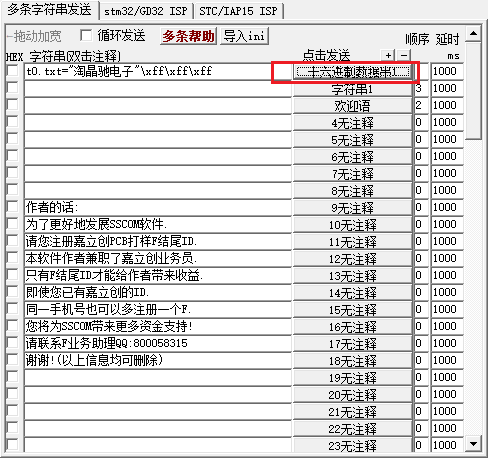 多条字符串发送 stm32/GD32 ISP STC/IAP15 ISP
<-拖动加宽 循环发送 多条帮助 导入ini 顺序 延时
HEX 字符串(双击注释) 点击发送 + - ms
t0.txt="淘晶驰电子"\xff\xff\xff 十六进制数据串1 1000
字符串1 3 1000
欢迎语 2 1000
4无注释 0 1000
5无注释 0 1000
6无注释 0 1000
7无注释 0 1000
8无注释 0 1000
作者的话: 9无注释 0 1000
为了更好地发展SSCOM软件. 10无注释 0 1000
请您注册嘉立创PCB打样F结尾ID. 11无注释 0 1000
本软件作者兼职了嘉立创业务员. 12无注释 0 1000
只有F结尾ID才能给作者带来收益. 13无注释 0 1000
即使您已有嘉立创的ID. 14无注释 0 1000
同一手机号也可以多注册一个F. 15无注释 0 1000
您将为SSCOM带来更多资金支持! 16无注释 0 1000
请联系F业务助理QQ:800058315 17无注释 0 1000
谢谢!(以上信息均可删除) 18无注释 0 1000
19无注释 0 1000
20无注释 0 1000
21无注释 0 1000
22无注释 0 1000
23无注释 0 1000